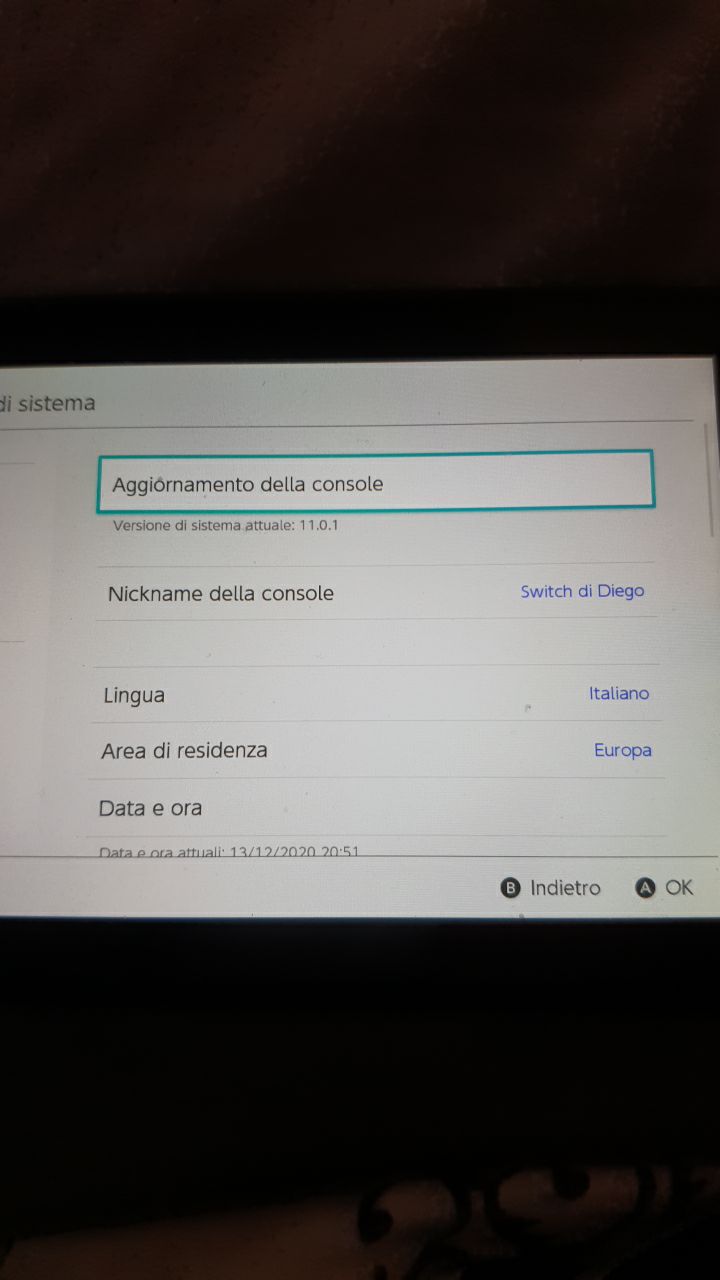 di sistema
Aggiornamento della console
Versione di sistema attuale: 11.0.1
Nickname della console Switch di Diego
Lingua Italiano
Area di residenza Europa
Data e ora
Data e ora attuali: 13/12/2020 20:51
B Indietro A OK